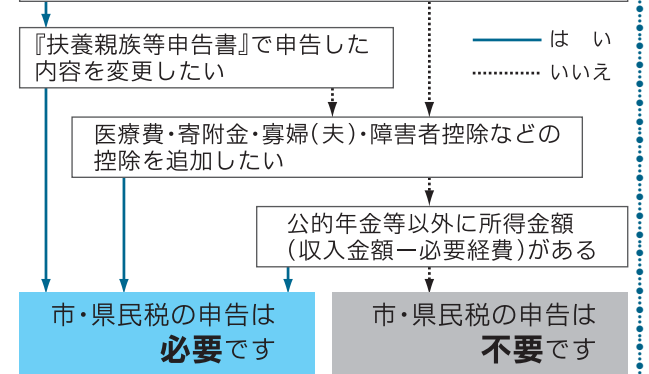 『扶養親族等申告書』で申告した
内容を変更したい
は い
いいえ
医療費・寄附金・寡婦(夫)・障害者控除などの
控除を追加したい
公的年金等以外に所得金額
(収入金額－必要経費)がある
市・県民税の申告は
必要です
市・県民税の申告は
不要です